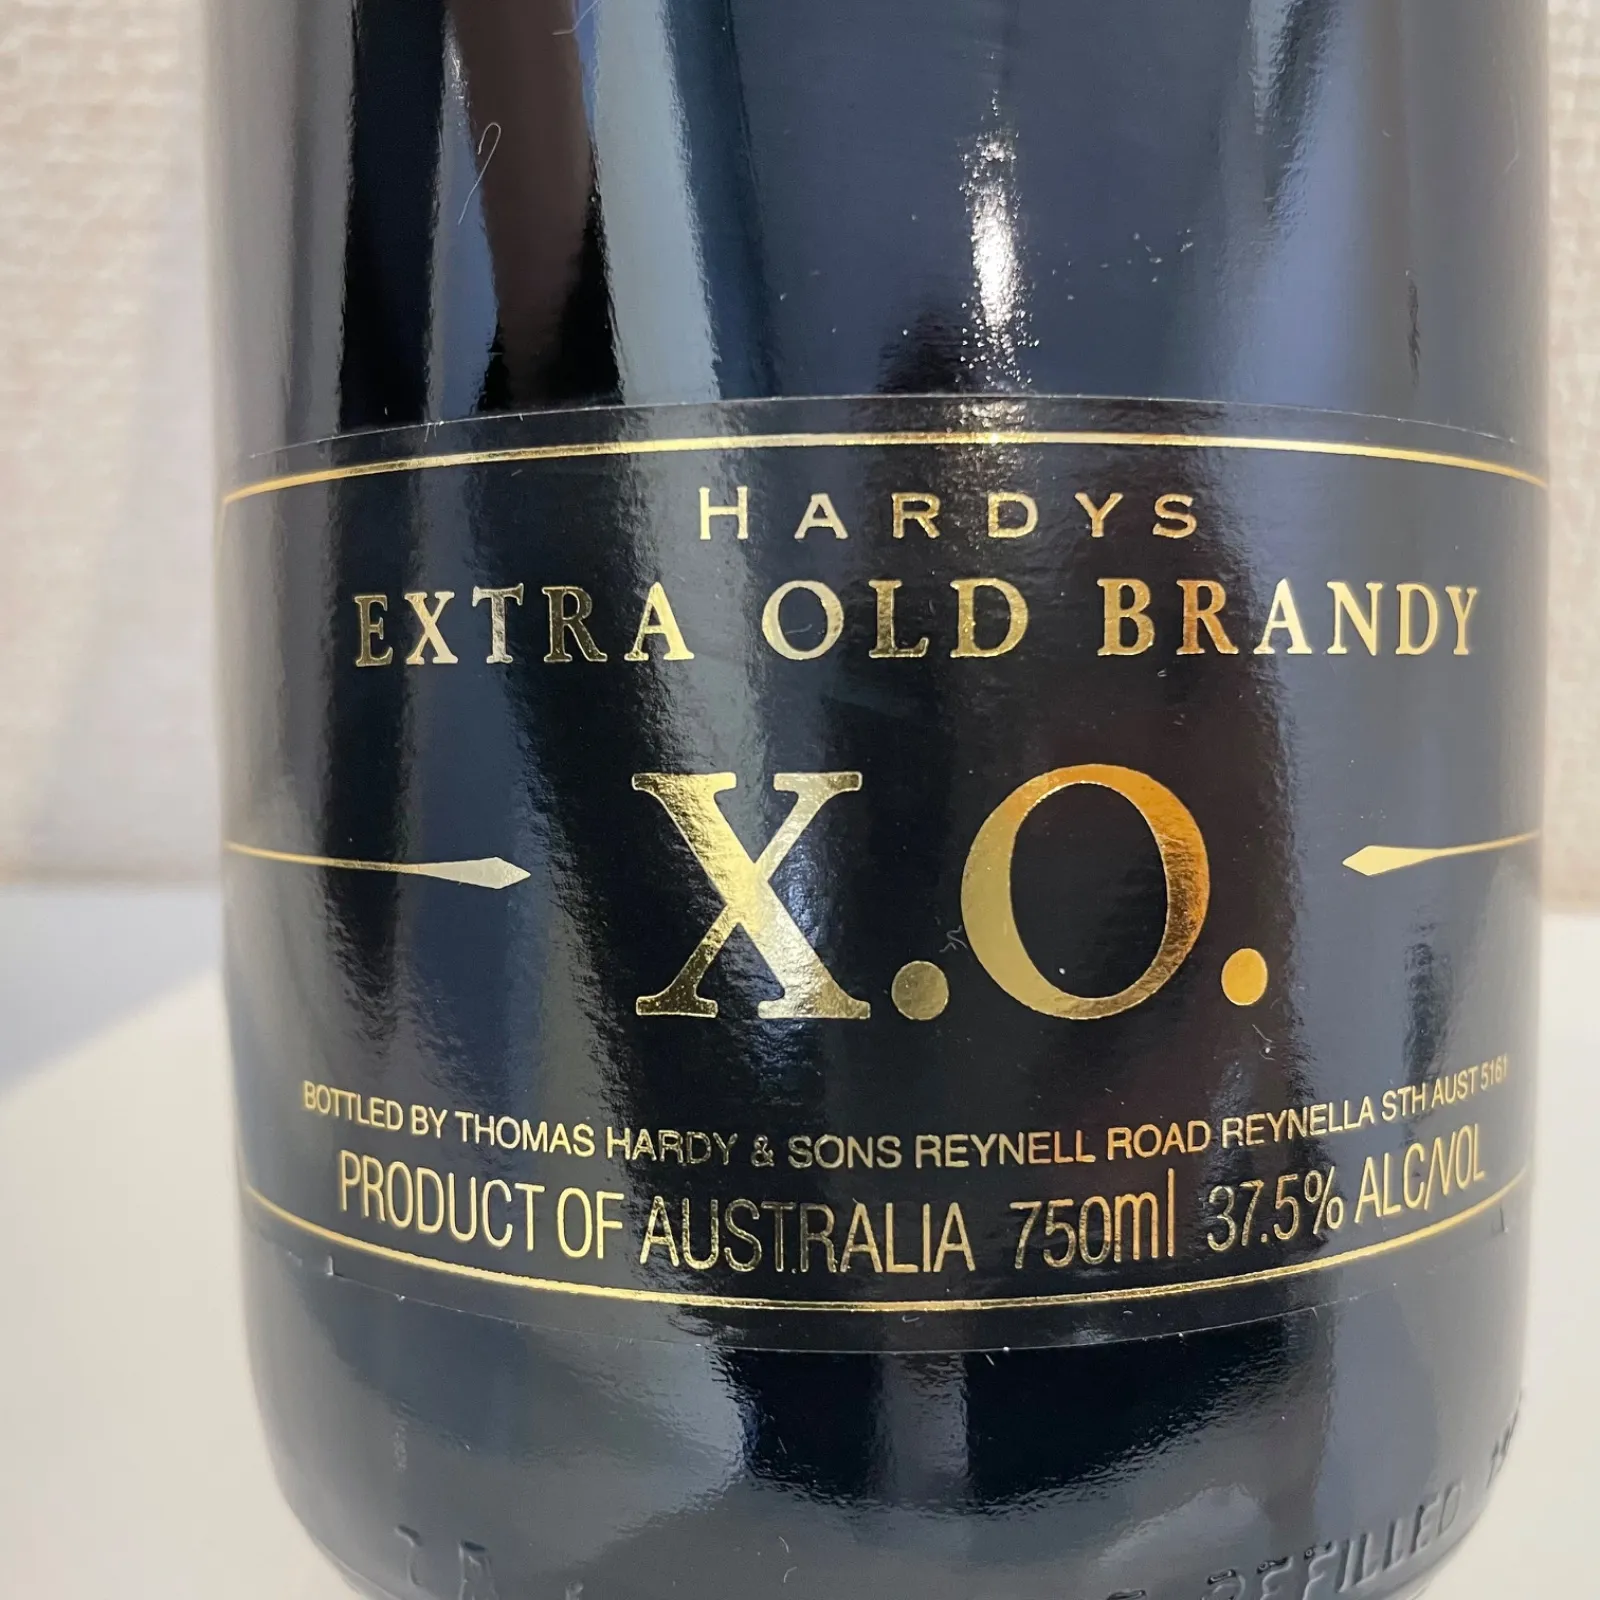 HARDYS
EXTRA OLD BRANDY
X.O.
BOTTLED BY THOMAS HARDY & SONS REYNELL ROAD REYNELLA STH AUST 5161
PRODUCT OF AUSTRALIA 750ml 37.5% ALC/VOL
REFILLED